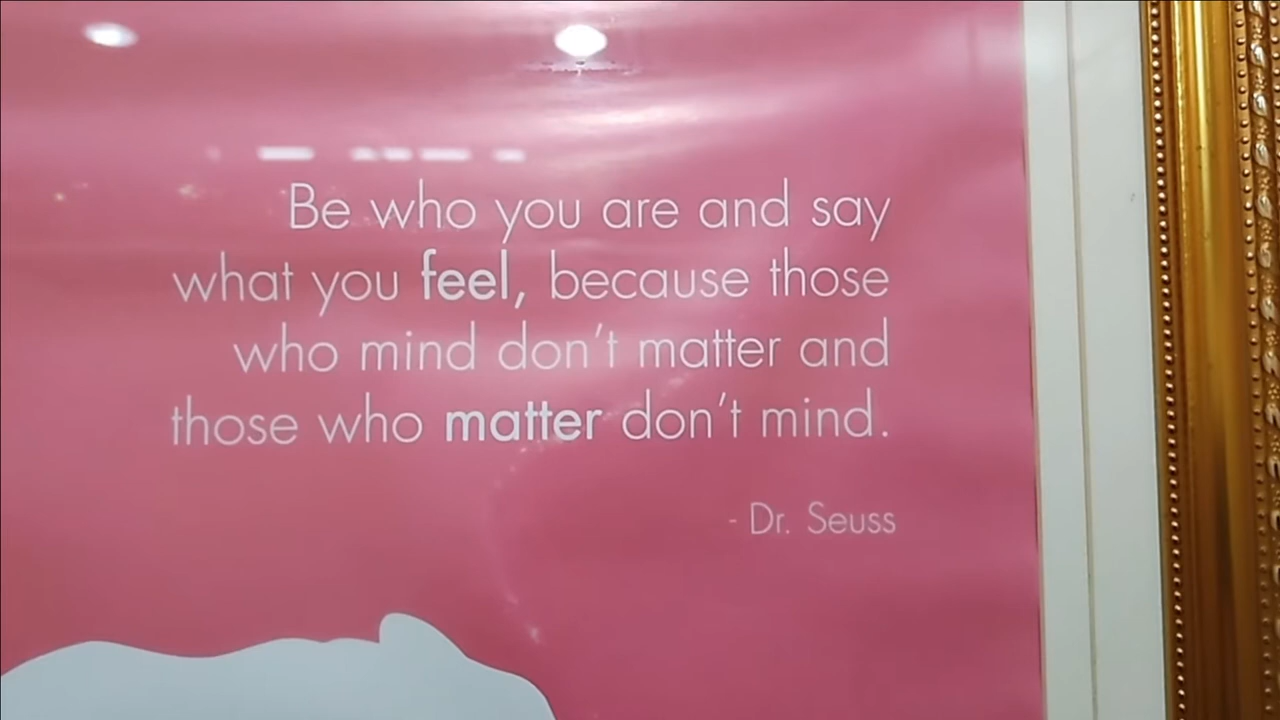 Be who you are and say
what you feel, because those
who mind don't matter and
those who matter don't mind.
- Dr. Seuss